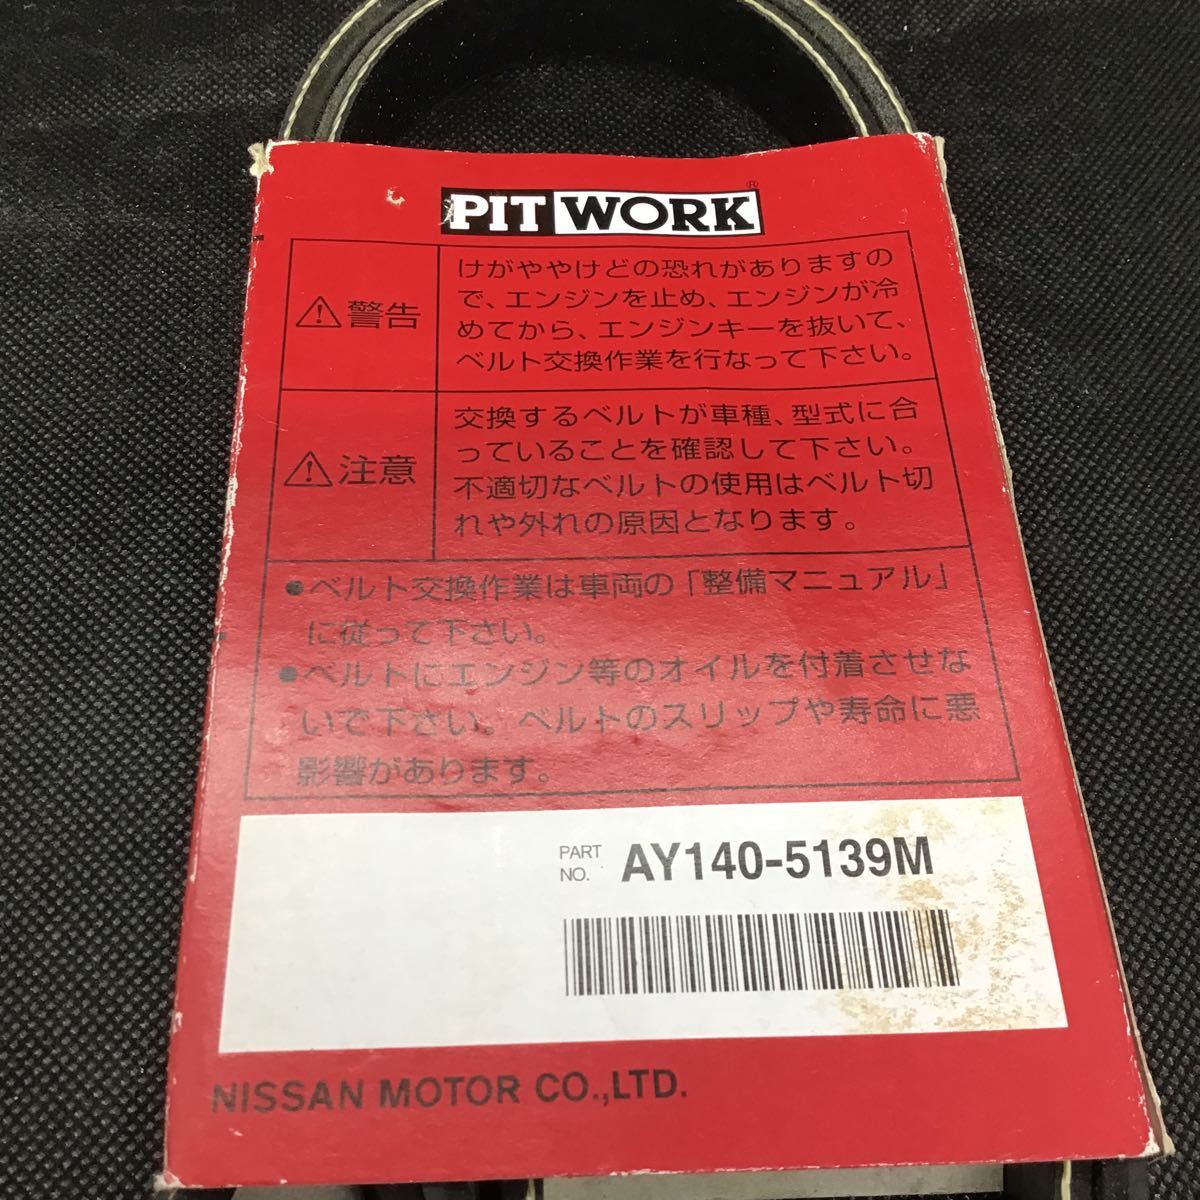 PIT WORK®
⚠警告
けがややけどの恐れがありますの
で、エンジンを止め、エンジンが冷
めてから、エンジンキーを抜いて、
ベルト交換作業を行なって下さい。
⚠注意
交換するベルトが車種、型式に合
っていることを確認して下さい。
不適切なベルトの使用はベルト切
れや外れの原因となります。
●ベルト交換作業は車両の「整備マニュアル」
に従って下さい。
●ベルトにエンジン等のオイルを付着させな
いで下さい。ベルトのスリップや寿命に悪
影響があります。
PART
NO. AY140-5139M
NISSAN MOTOR CO.,LTD.